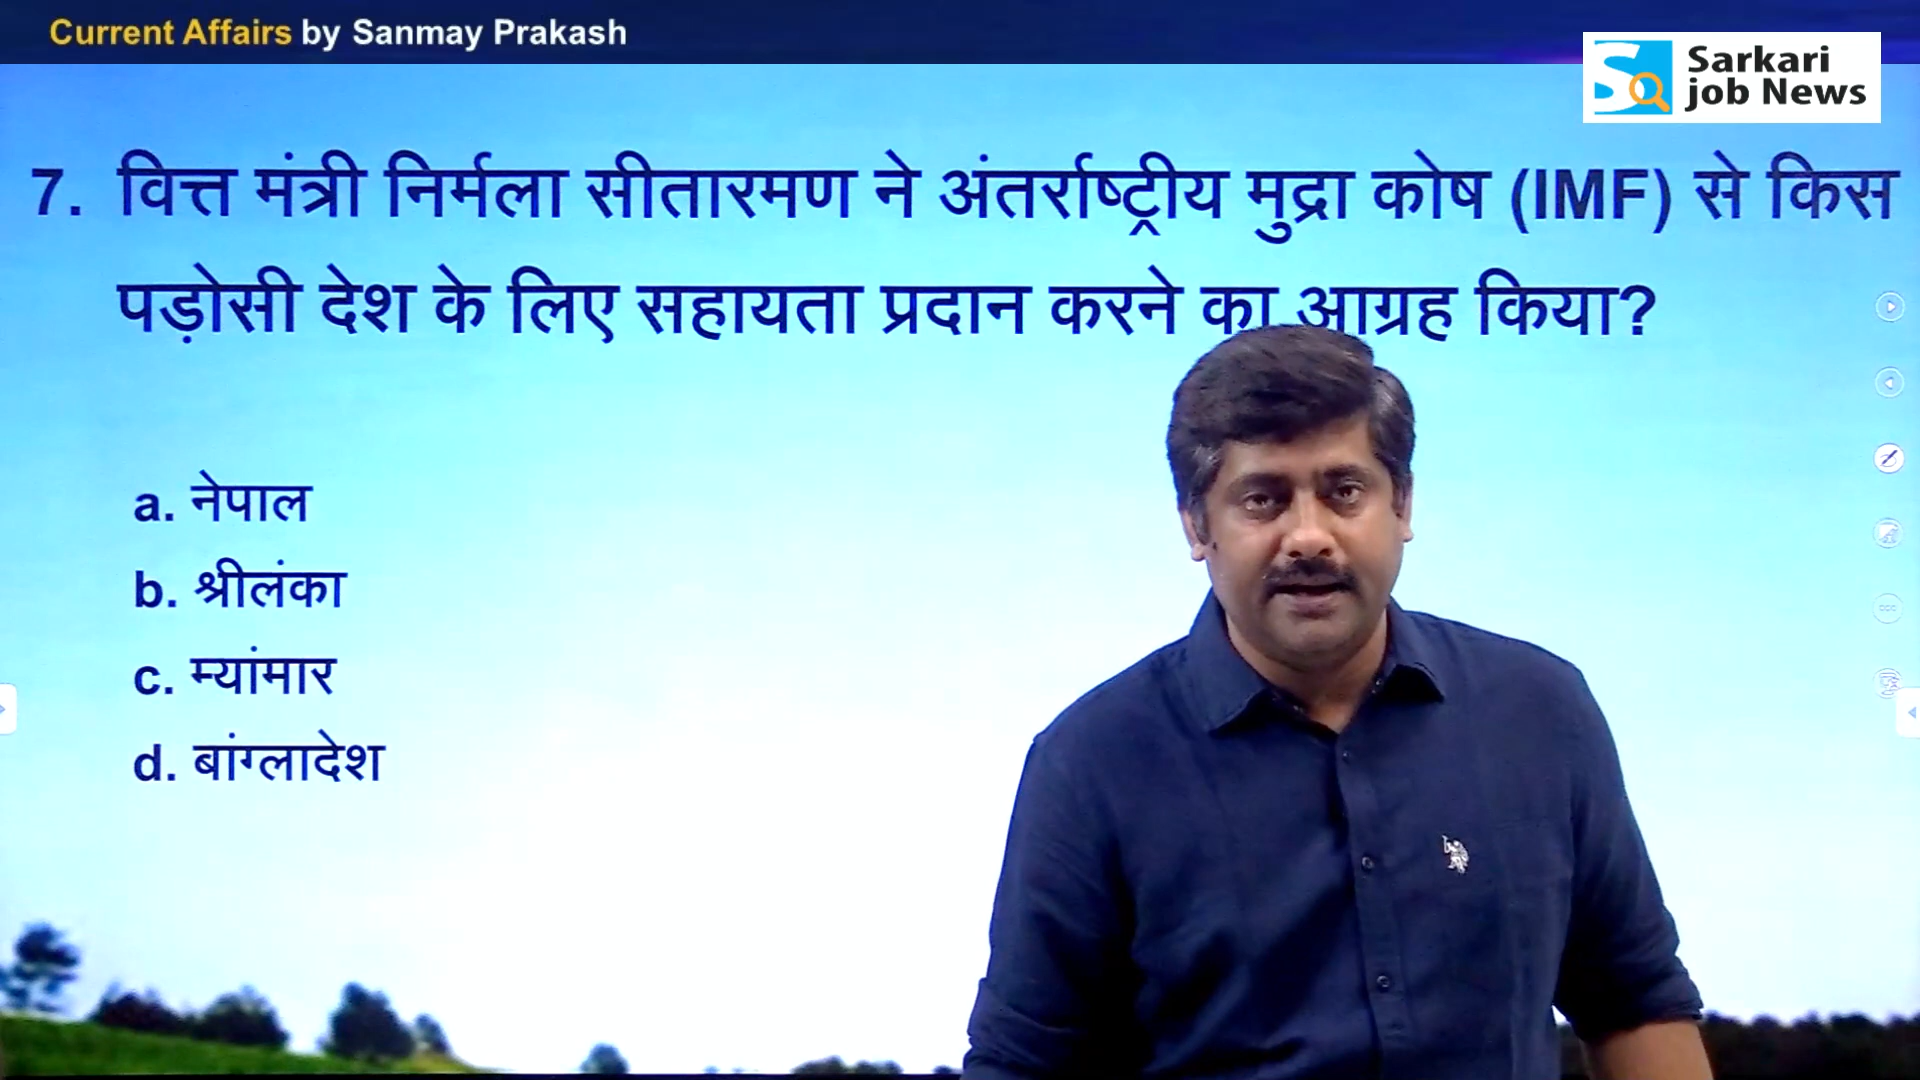 Current Affairs by Sanmay Prakash
Sarkari
job News
7. वित्त मंत्री निर्मला सीतारमण ने अंतर्राष्ट्रीय मुद्रा कोष (IMF) से किस
पड़ोसी देश के लिए सहायता प्रदान करने का आग्रह किया?
a. नेपाल
b. श्रीलंका
c. म्यांमार
d. बांग्लादेश